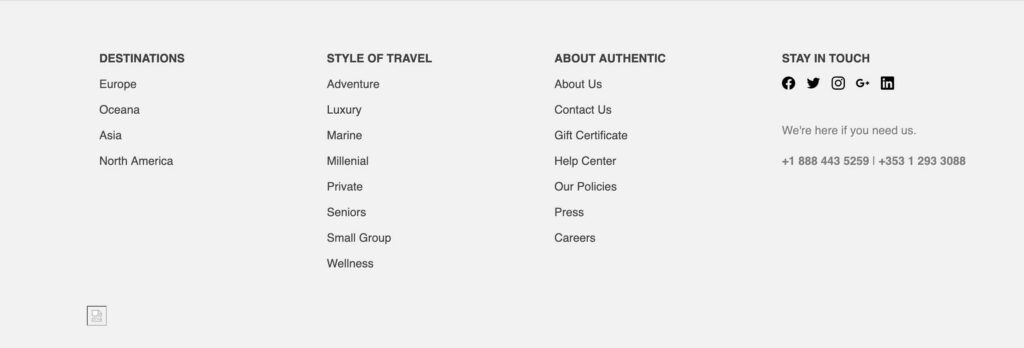 DESTINATIONS
Europe
Oceana
Asia
North America
STYLE OF TRAVEL
Adventure
Luxury
Marine
Millenial
Private
Seniors
Small Group
Wellness
ABOUT AUTHENTIC
About Us
Contact Us
Gift Certificate
Help Center
Our Policies
Press
Careers
STAY IN TOUCH
We're here if you need us.
+1 888 443 5259 | +353 1 293 3088